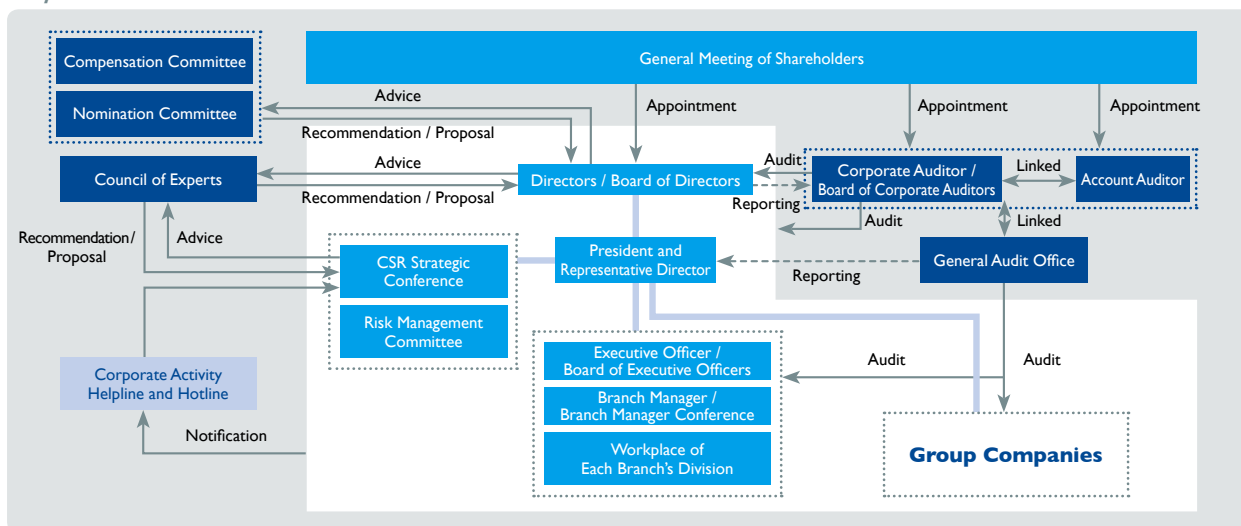 Compensation Committee
Nomination Committee
General Meeting of Shareholders
Advice
Recommendation / Proposal
Appointment
Appointment
Appointment
Council of Experts
Advice
Recommendation / Proposal
Directors / Board of Directors
Audit
Reporting
Corporate Auditor /
Board of Corporate Auditors
Linked
Account Auditor
Audit
Linked
Recommendation/
Proposal
Advice
CSR Strategic
Conference
President and
Representative Director
Reporting
General Audit Office
Risk Management
Committee
Corporate Activity
Helpline and Hotline
Notification
Executive Officer /
Board of Executive Officers
Branch Manager /
Branch Manager Conference
Workplace of
Each Branch's Division
Audit
Audit
Group Companies